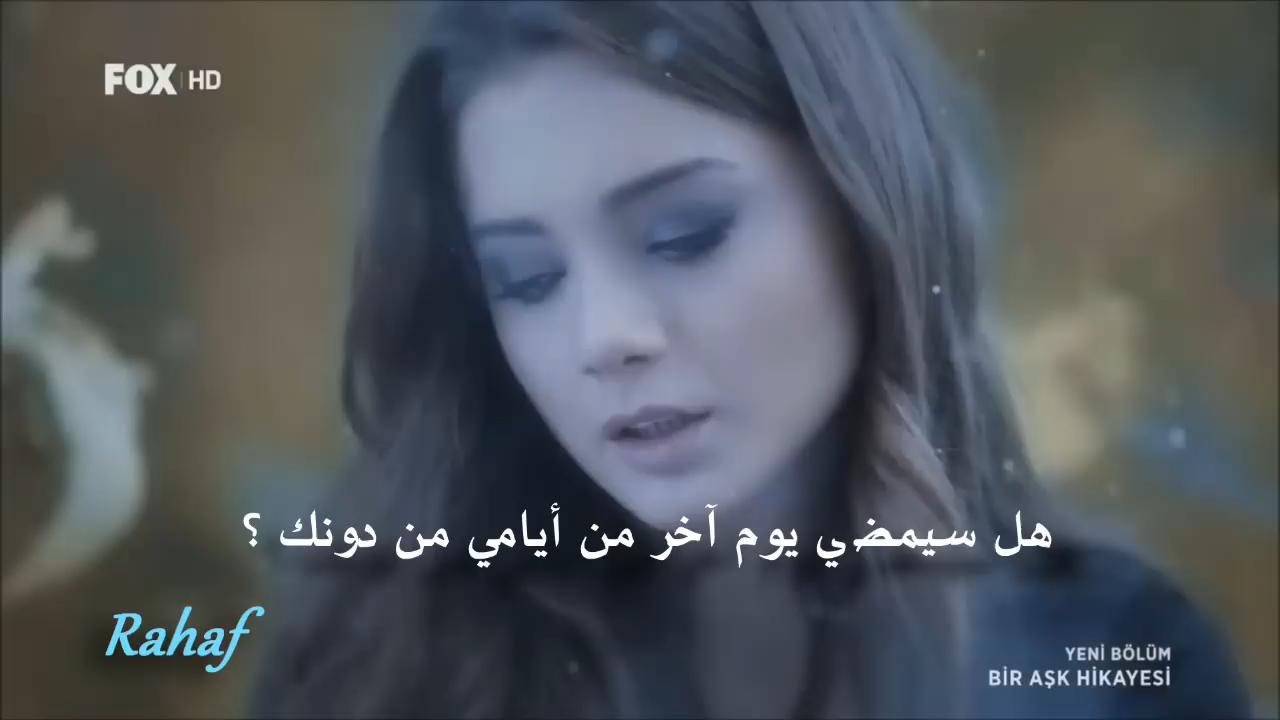 FOX | HD
هل سيمضي يوم آخر من أيامي من دونك ؟
Rahaf
YENİ BÖLÜM
BİR AŞK HİKAYESİ